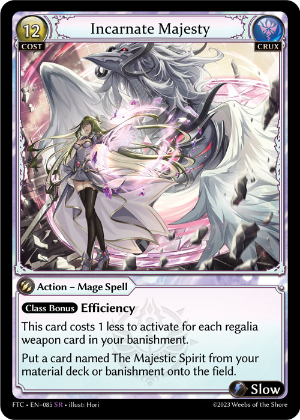 12
COST
Incarnate Majesty
CRUX
Action – Mage Spell
Class Bonus Efficiency
This card costs 1 less to activate for each regalia
weapon card in your banishment.
Put a card named The Majestic Spirit from your
material deck or banishment onto the field.
Slow
FTC • EN-085 SR • illust: Hori
©2023 Weebs of the Shore